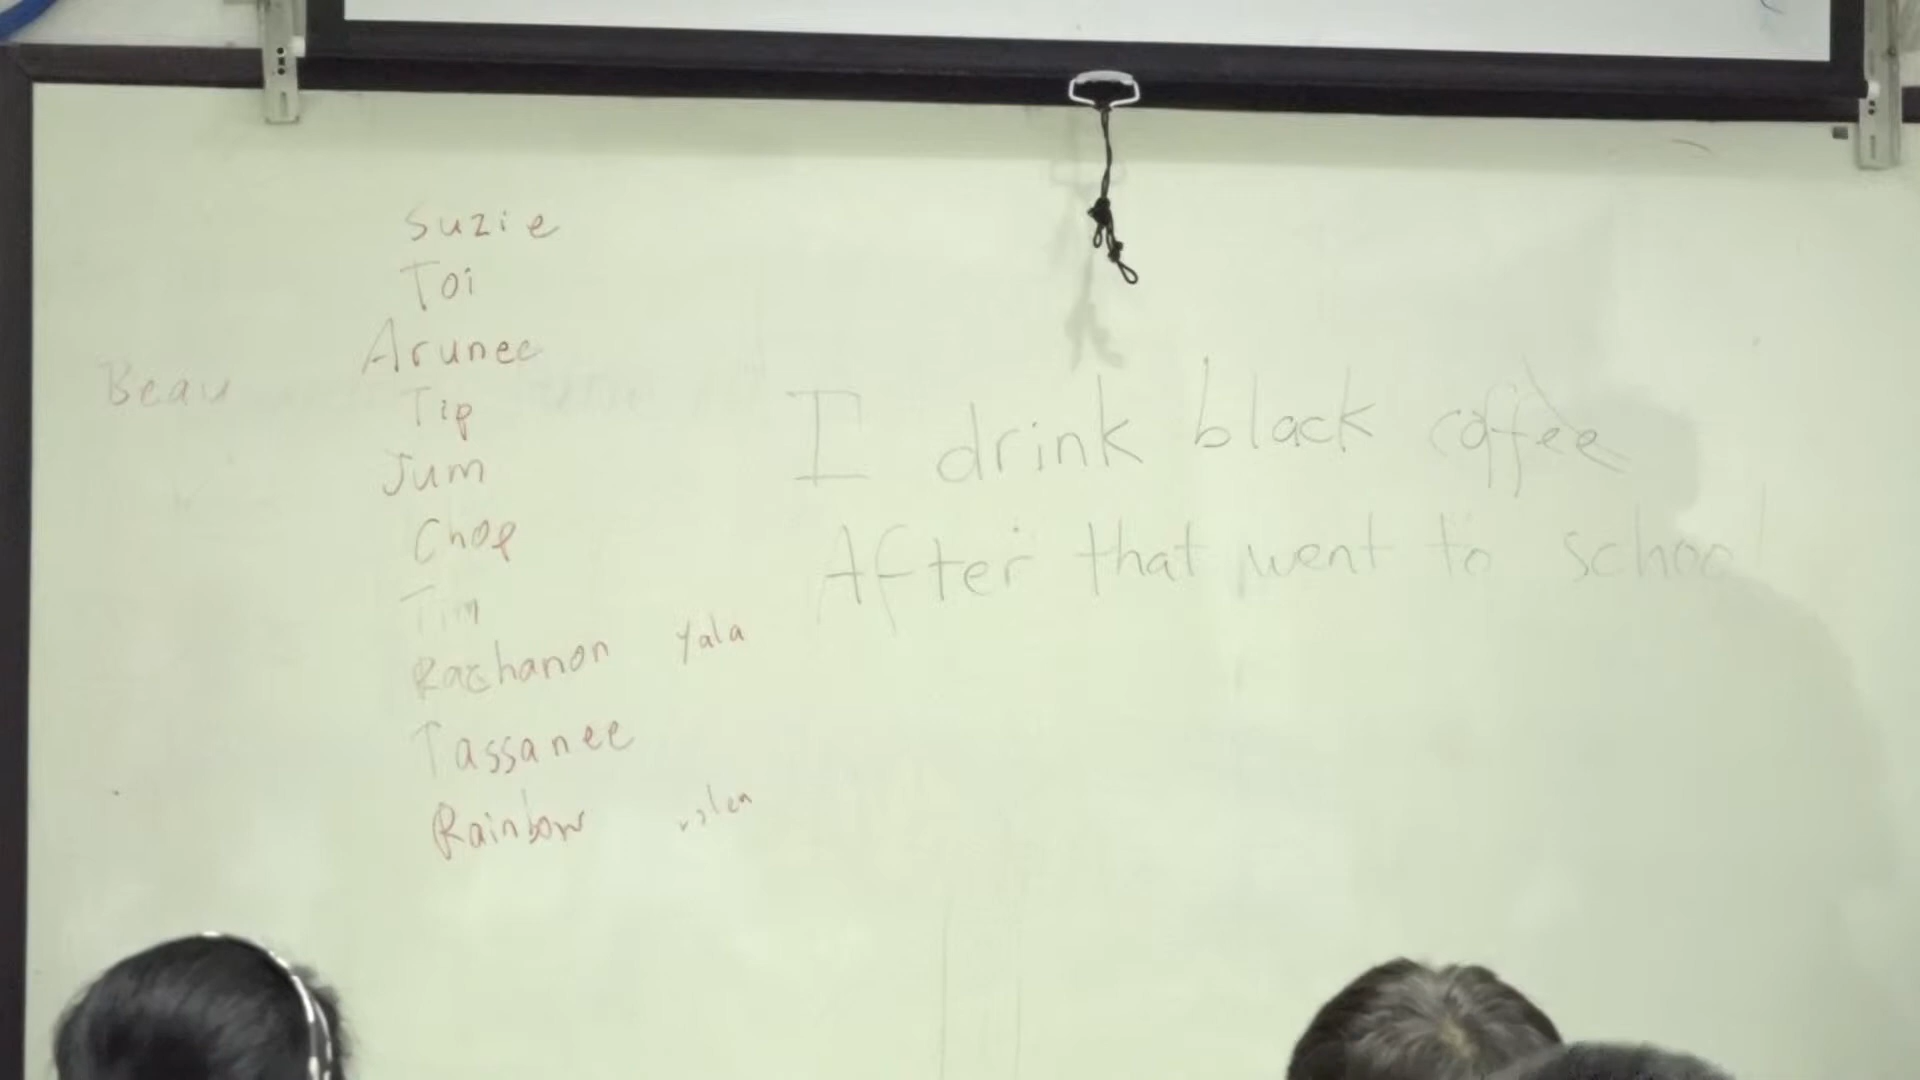 Suzie
Toi
Arunee
Beau
Tip
Jum
Chop
Tim
Rachanon yala
Tassanee
Rainbow
I drink black coffee
After that went to school